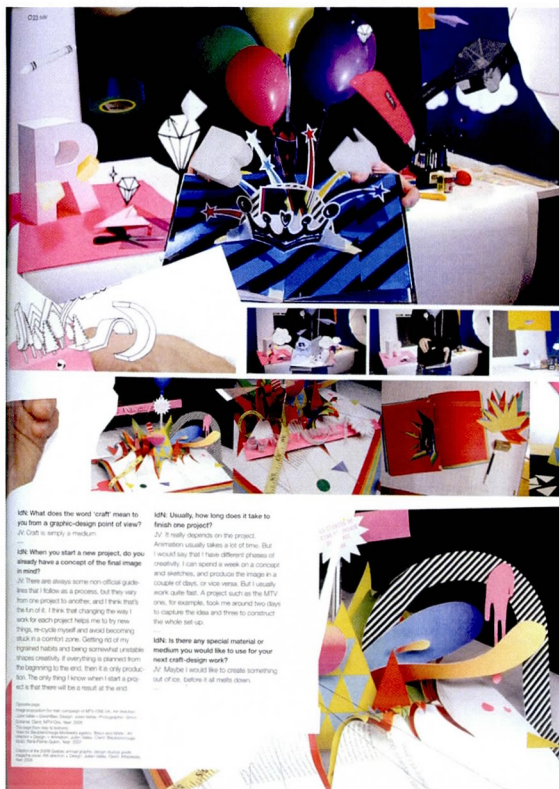 IdN: What does the word 'craft' mean to
you from a graphic-design point of view?
JV: Craft is simply a medium.
IdN: When you start a new project, do you
already have a concept of the final image
in mind?
JV: There are always some non-official guide-
lines that I follow as a process, but they vary
from one project to another, and I think that's
the fun of it. I think that changing the way I
work for each project helps me to try new
things, re-cycle myself and avoid becoming
stuck in a comfort zone. Getting rid of my
ingrained habits and being somewhat unstable
shapes creativity. If everything is planned from
the beginning to the end, then it is only produc-
tion. The only thing I know when I start a proj-
ect is that there will be a result at the end.
IdN: Usually, how long does it take to
finish one project?
JV: It really depends on the project.
Animation usually takes a lot of time. But
I would say that I have different phases of
creativity. I can spend a week on a concept
and sketches, and produce the image in a
couple of days, or vice versa. But I usually
work quite fast. A project such as the MTV
one, for example, took me around two days
to capture the idea and three to construct
the whole set-up.
IdN: Is there any special material or
medium you would like to use for your
next craft-design work?
JV: Maybe I would like to create something
out of ice, before it all melts down.